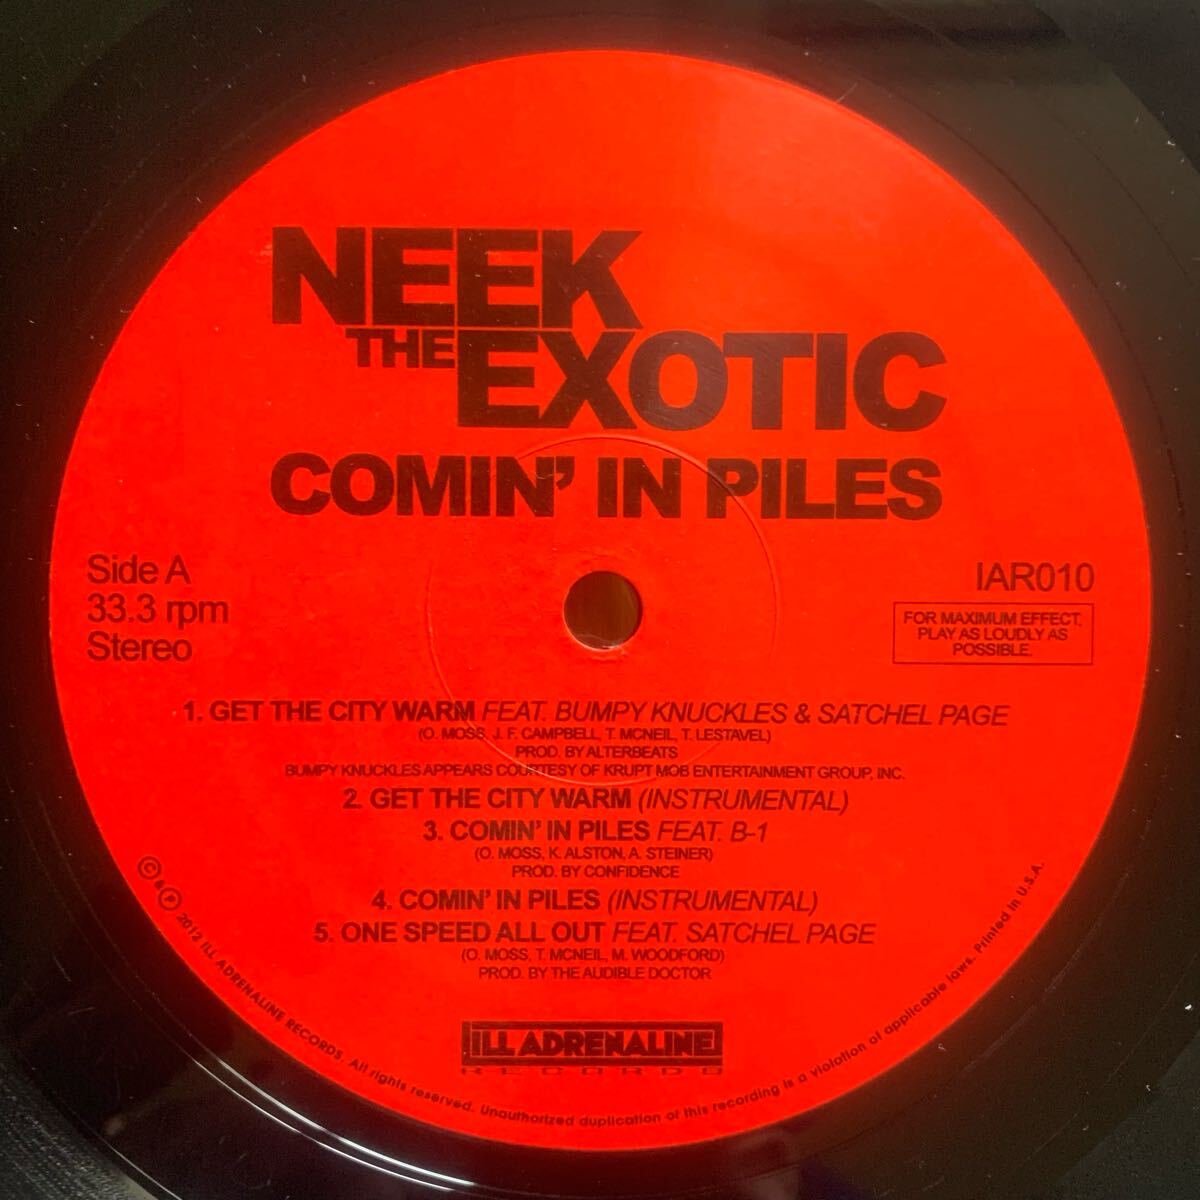 NEEK
THE EXOTIC
COMIN' IN PILES
Side A
33.3 rpm
Stereo
IAR010
FOR MAXIMUM EFFECT,
PLAY AS LOUDLY AS
POSSIBLE.
1. GET THE CITY WARM FEAT. BUMPY KNUCKLES & SATCHEL PAGE
(O. MOSS, J. F. CAMPBELL, T. MCNEIL, T. LESTAVEL)
PROD. BY ALTERBEATS
BUMPY KNUCKLES APPEARS COURTESY OF KRUPT MOB ENTERTAINMENT GROUP, INC.
2. GET THE CITY WARM (INSTRUMENTAL)
3. COMIN' IN PILES FEAT. B-1
(O. MOSS, K. ALSTON, A. STEINER)
PROD. BY CONFIDENCE
4. COMIN' IN PILES (INSTRUMENTAL)
5. ONE SPEED ALL OUT FEAT. SATCHEL PAGE
(O. MOSS, T. MCNEIL, M. WOODFORD)
PROD. BY THE AUDIBLE DOCTOR
ILL ADRENALINE
RECORDS
© & ℗ 2012 ILL ADRENALINE RECORDS. All rights reserved. Unauthorized duplication of this recording is a violation of applicable laws. Printed in U.S.A.